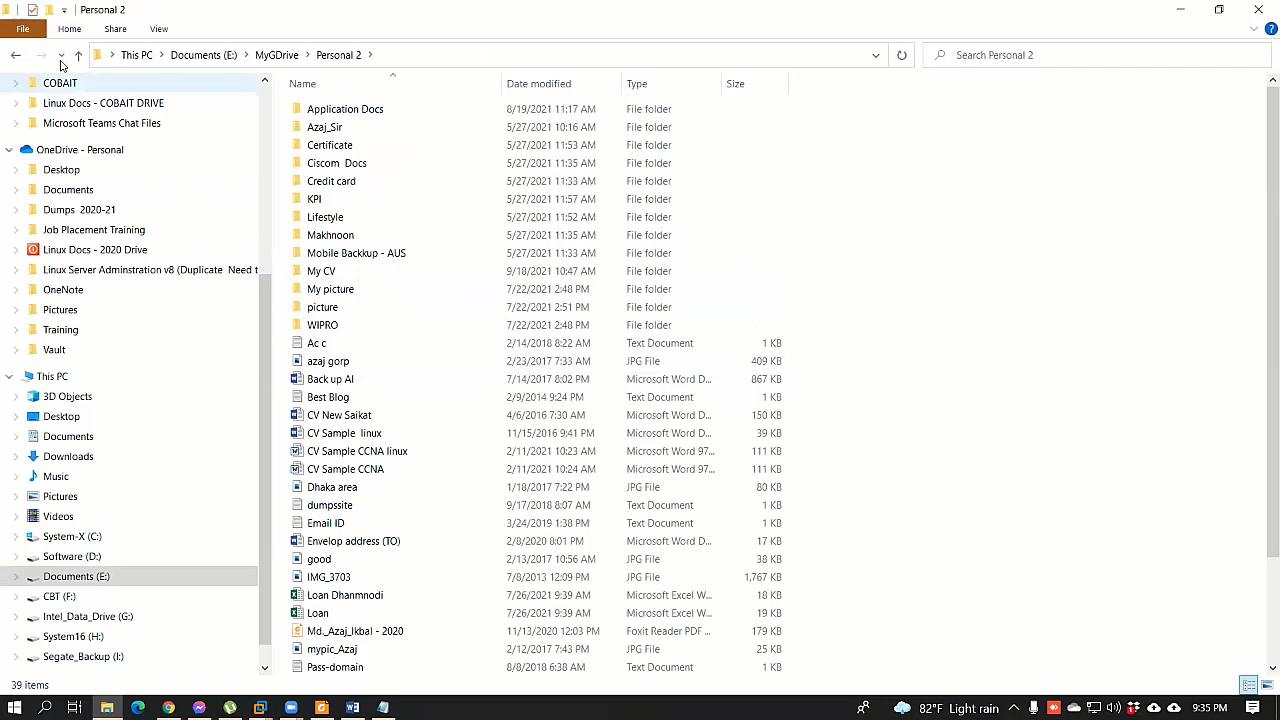 Personal 2
File Home Share View
This PC Documents (E:) MyGDrive Personal 2
Search Personal 2
COBAIT
Linux Docs - COBAIT DRIVE
Microsoft Teams Chat Files
OneDrive - Personal
Desktop
Documents
Dumps 2020-21
Job Placement Training
Linux Docs - 2020 Drive
Linux Server Adminstration v8 (Duplicate Need t
OneNote
Pictures
Training
Vault
This PC
3D Objects
Desktop
Documents
Downloads
Music
Pictures
Videos
System-X (C:)
Software (D:)
Documents (E:)
CBT (F:)
Intel_Data_Drive (G:)
System16 (H:)
Segate_Backup (I:)
Name Date modified Type Size
Application Docs 8/19/2021 11:17 AM File folder
Azaj_Sir 5/27/2021 10:16 AM File folder
Certificate 5/27/2021 11:53 AM File folder
Ciscom Docs 5/27/2021 11:35 AM File folder
Credit card 5/27/2021 11:33 AM File folder
KPI 5/27/2021 11:57 AM File folder
Lifestyle 5/27/2021 11:52 AM File folder
Makhnoon 5/27/2021 11:35 AM File folder
Mobile Backkup - AUS 5/27/2021 11:33 AM File folder
My CV 9/18/2021 10:47 AM File folder
My picture 7/22/2021 2:48 PM File folder
picture 7/22/2021 2:51 PM File folder
WIPRO 7/22/2021 2:48 PM File folder
Ac c 2/14/2018 8:22 AM Text Document 1 KB
azaj gorp 2/23/2017 7:33 AM JPG File 409 KB
Back up AI 7/14/2017 8:02 PM Microsoft Word D... 867 KB
Best Blog 2/9/2014 9:24 PM Text Document 1 KB
CV New Saikat 4/6/2016 7:30 AM Microsoft Word D... 150 KB
CV Sample linux 11/15/2016 9:41 PM Microsoft Word D... 39 KB
CV Sample CCNA linux 2/11/2021 10:23 AM Microsoft Word 97... 111 KB
CV Sample CCNA 2/11/2021 10:24 AM Microsoft Word 97... 111 KB
Dhaka area 1/18/2017 7:22 PM JPG File 80 KB
dumpssite 9/17/2018 8:07 AM Text Document 1 KB
Email ID 3/24/2019 1:38 PM Text Document 1 KB
Envelop address (TO) 2/8/2020 8:01 PM Microsoft Word D... 17 KB
good 2/13/2017 10:56 AM JPG File 38 KB
IMG_3703 7/8/2013 12:09 PM JPG File 1,767 KB
Loan Dhanmnodi 7/26/2021 9:39 AM Microsoft Excel W... 18 KB
Loan 7/26/2021 9:39 AM Microsoft Excel W... 19 KB
Md._Azaj_Ikbal - 2020 11/13/2020 12:03 PM Foxit Reader PDF ... 179 KB
mypic_Azaj 2/12/2017 7:43 PM JPG File 25 KB
Pass-domain 8/8/2018 6:38 AM Text Document 1 KB
39 items
82°F Light rain 9:35 PM